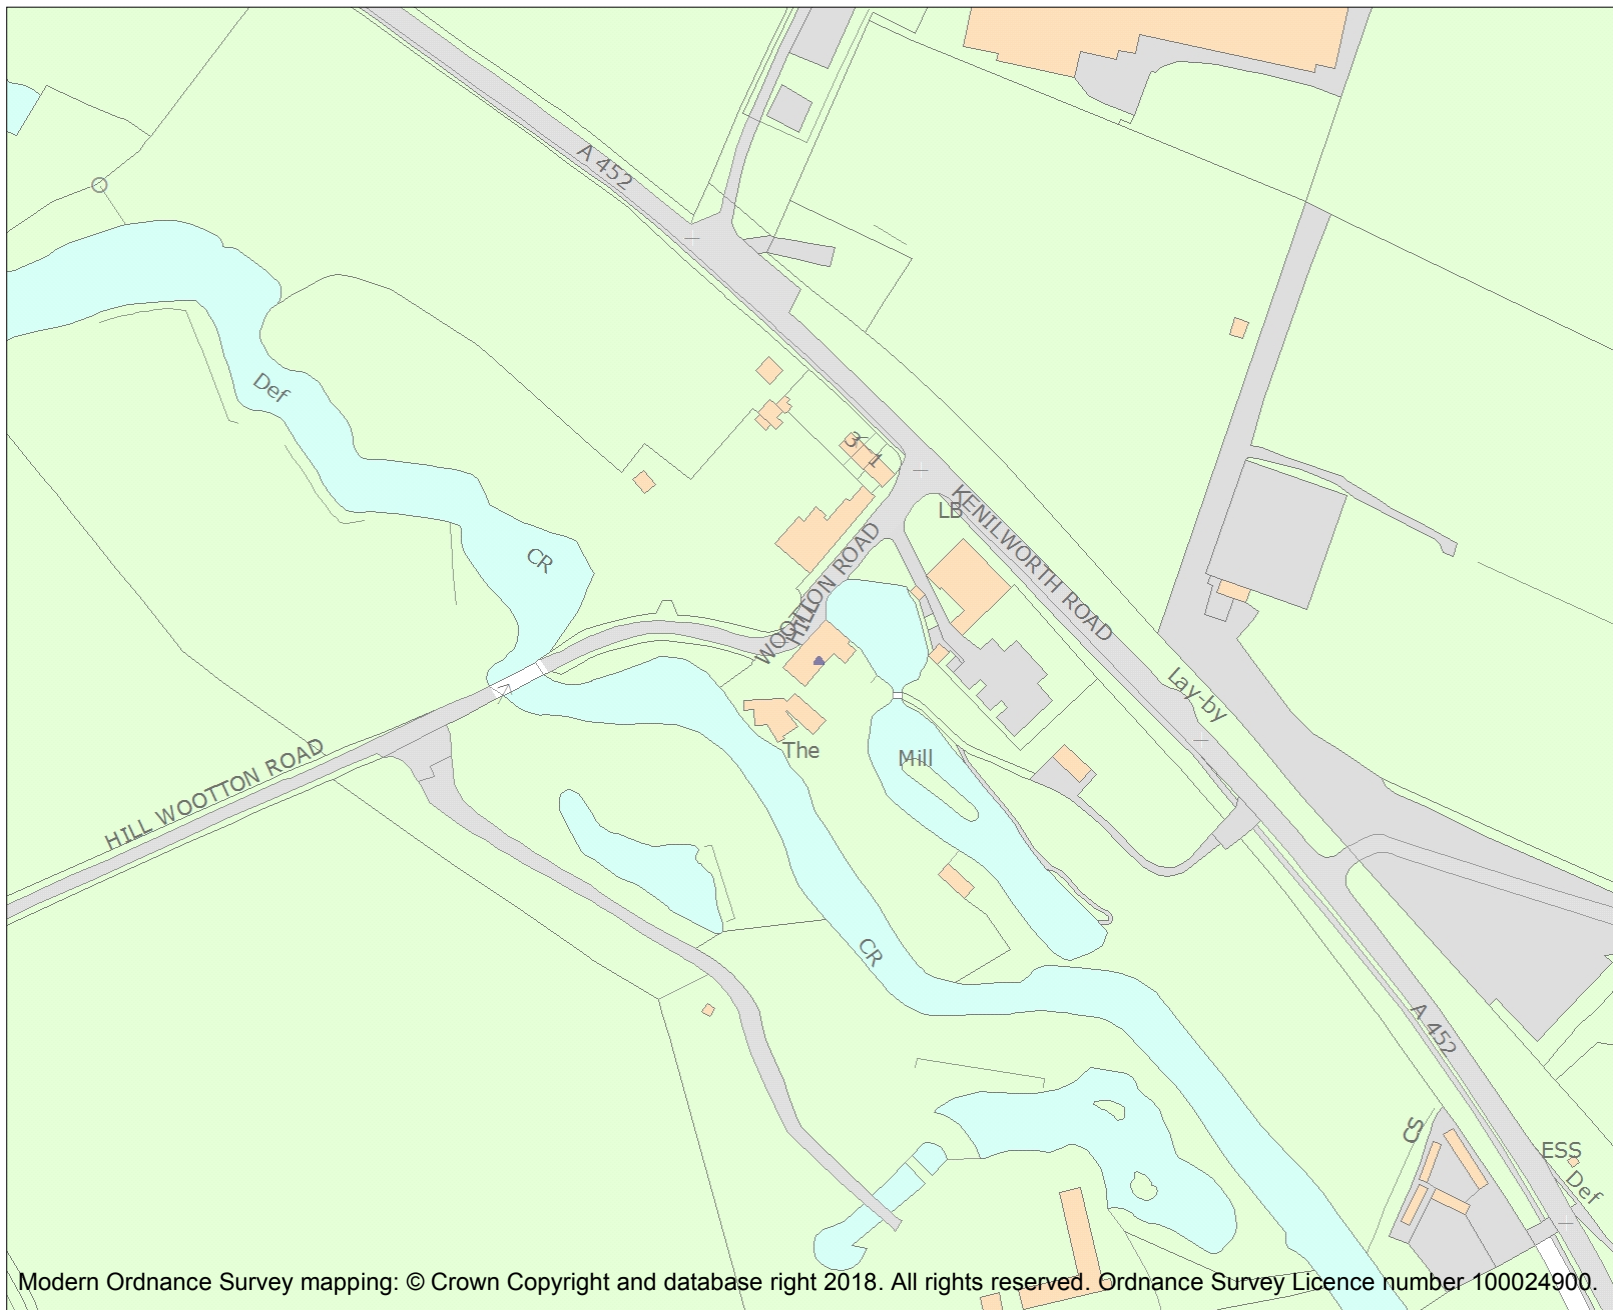 A 452
Def
3
1
LB
KENILWORTH ROAD
CR
HILL
WOOTTON ROAD
Lay-by
The
Mill
HILL WOOTTON ROAD
CR
A 452
CS
ESS
Def
Modern Ordnance Survey mapping: © Crown Copyright and database right 2018. All rights reserved. Ordnance Survey Licence number 100024900.